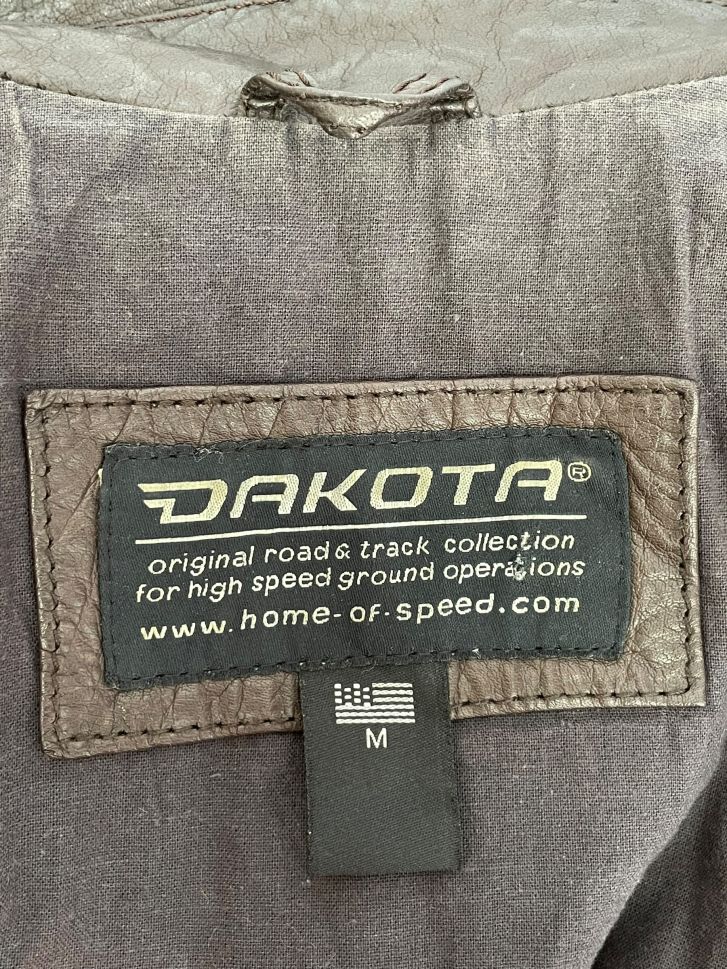 DAKOTA®
original road & track collection
for high speed ground operations
www.home-of-speed.com
M